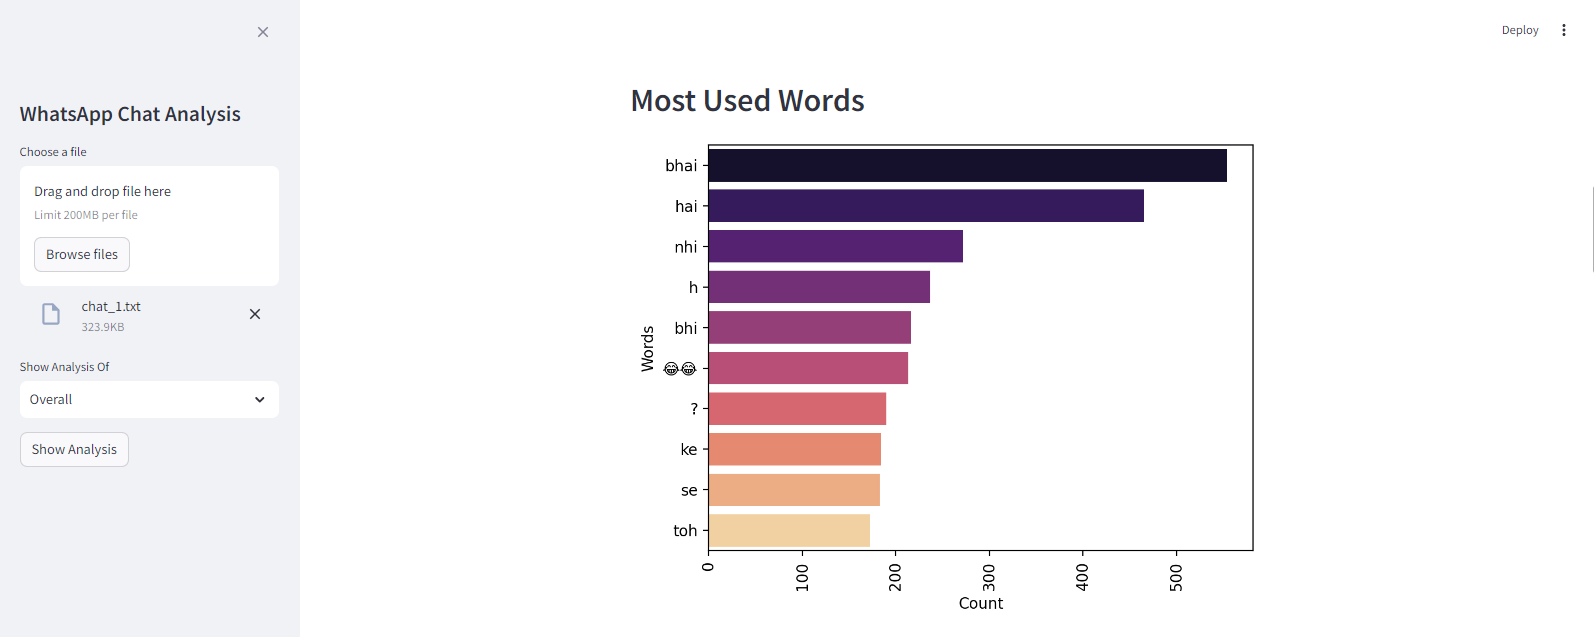 Deploy
WhatsApp Chat Analysis
Choose a file
Drag and drop file here
Limit 200MB per file
Browse files
chat_1.txt
323.9KB
Show Analysis Of
Overall
Show Analysis
Most Used Words
Words
bhai
hai
nhi
h
bhi
😂😂
?
ke
se
toh
0 100 200 300 400 500
Count